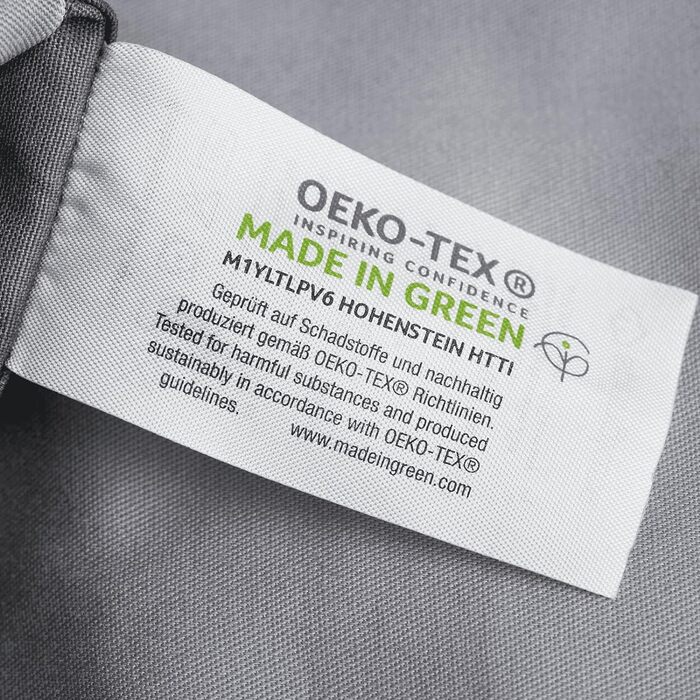 OEKO-TEX®
INSPIRING CONFIDENCE
MADE IN GREEN
M1YLTLPV6 HOHENSTEIN HTTI
Geprüft auf Schadstoffe und nachhaltig
produziert gemäß OEKO-TEX® Richtlinien.
Tested for harmful substances and produced
sustainably in accordance with OEKO-TEX®
guidelines.
www.madeingreen.com